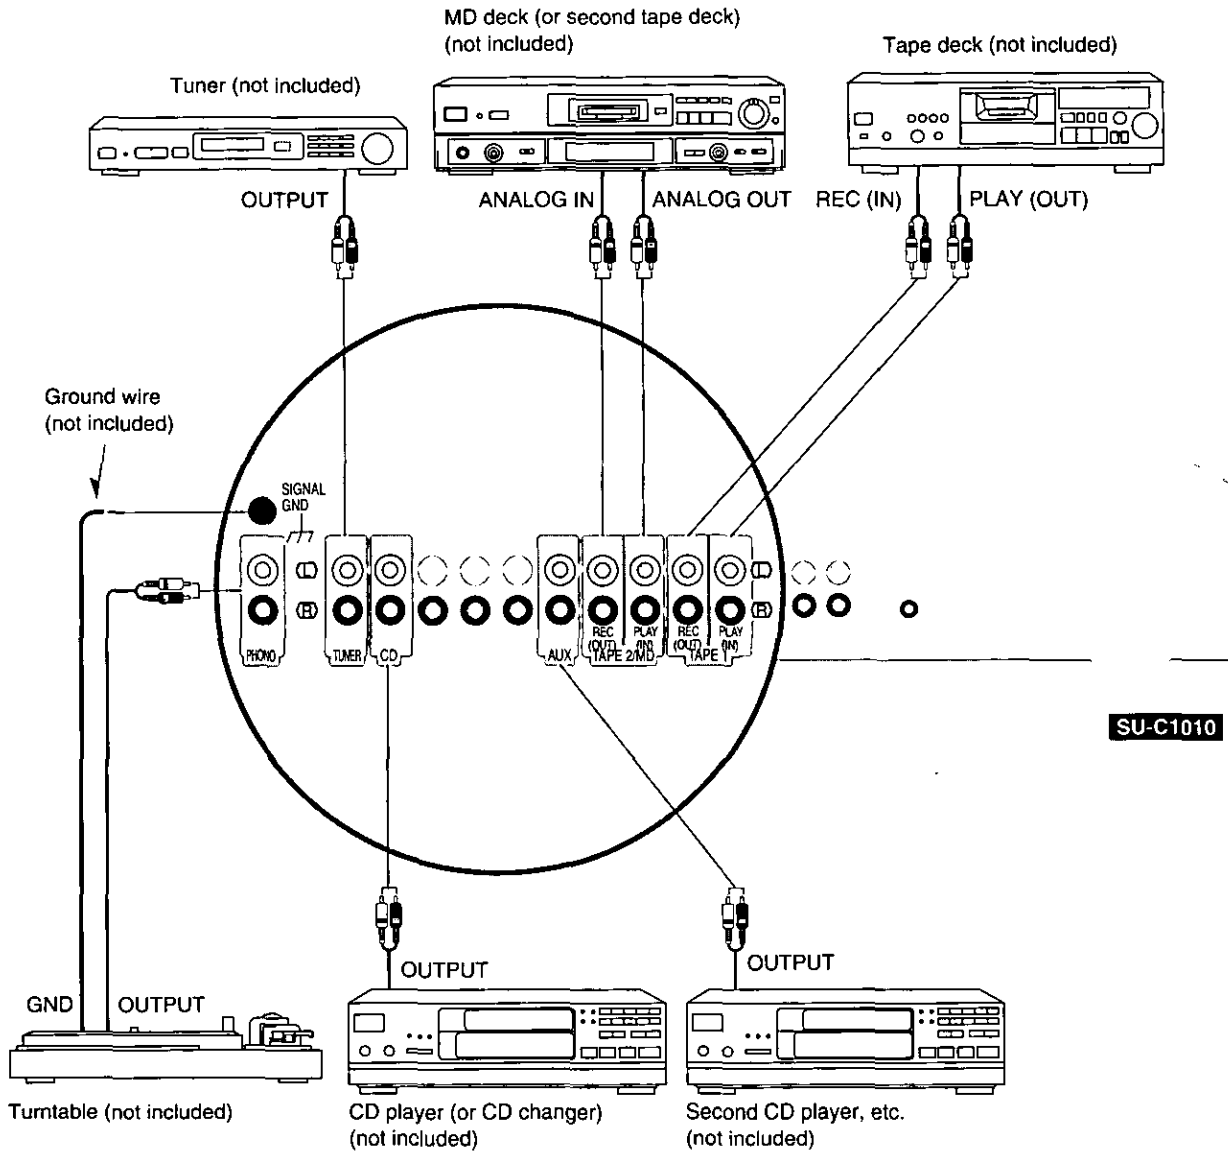 MD deck (or second tape deck)
(not included)
Tape deck (not included)
Tuner (not included)
OUTPUT
ANALOG IN
ANALOG OUT
REC (IN)
PLAY (OUT)
Ground wire
(not included)
SIGNAL
GND
L
L
R
R
REC
(OUT)
PLAY
(IN)
REC
(OUT)
PLAY
(IN)
PHONO
TUNER
CD
AUX
TAPE 2/MD
TAPE 1
SU-C1010
OUTPUT
OUTPUT
GND
OUTPUT
Turntable (not included)
CD player (or CD changer)
(not included)
Second CD player, etc.
(not included)